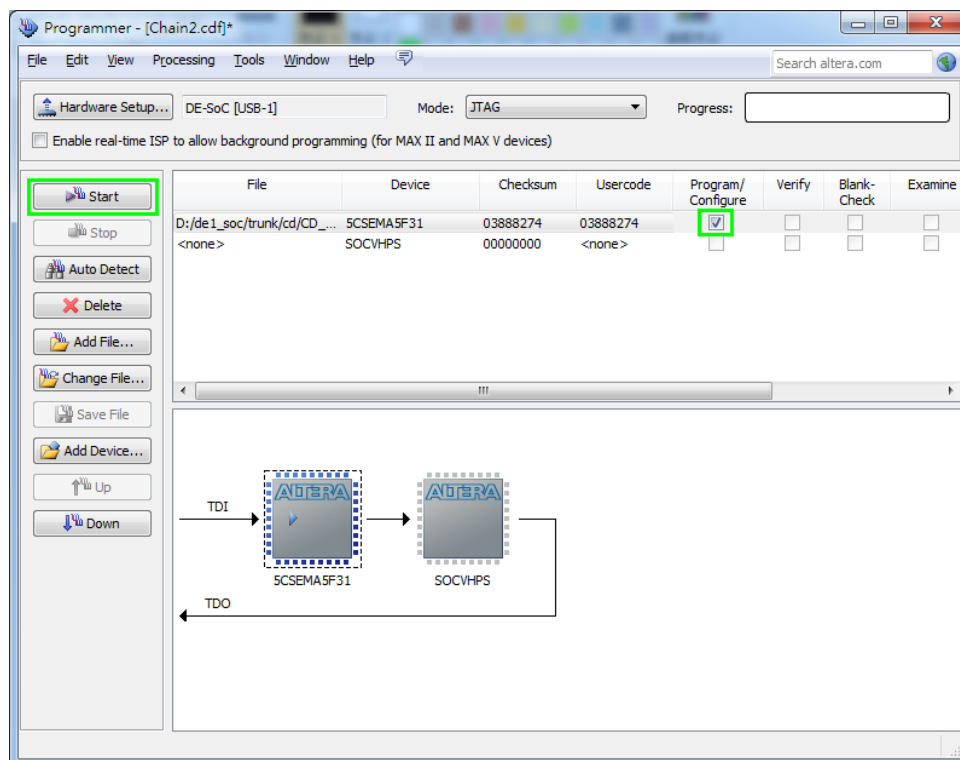 Programmer - [Chain2.cdf]*
File Edit View Processing Tools Window Help
Search altera.com
Hardware Setup... DE-SoC [USB-1] Mode: JTAG Progress:
Enable real-time ISP to allow background programming (for MAX II and MAX V devices)
File Device Checksum Usercode Program/ Configure Verify Blank- Check Examine
D:/de1_soc/trunk/cd/CD_... 5CSEMA5F31 03888274 03888274
<none> SOCVHPS 00000000 <none>
Start
Stop
Auto Detect
Delete
Add File...
Change File...
Save File
Add Device...
Up
Down
TDI
ALTERA ALTERA
5CSEMA5F31 SOCVHPS
TDO